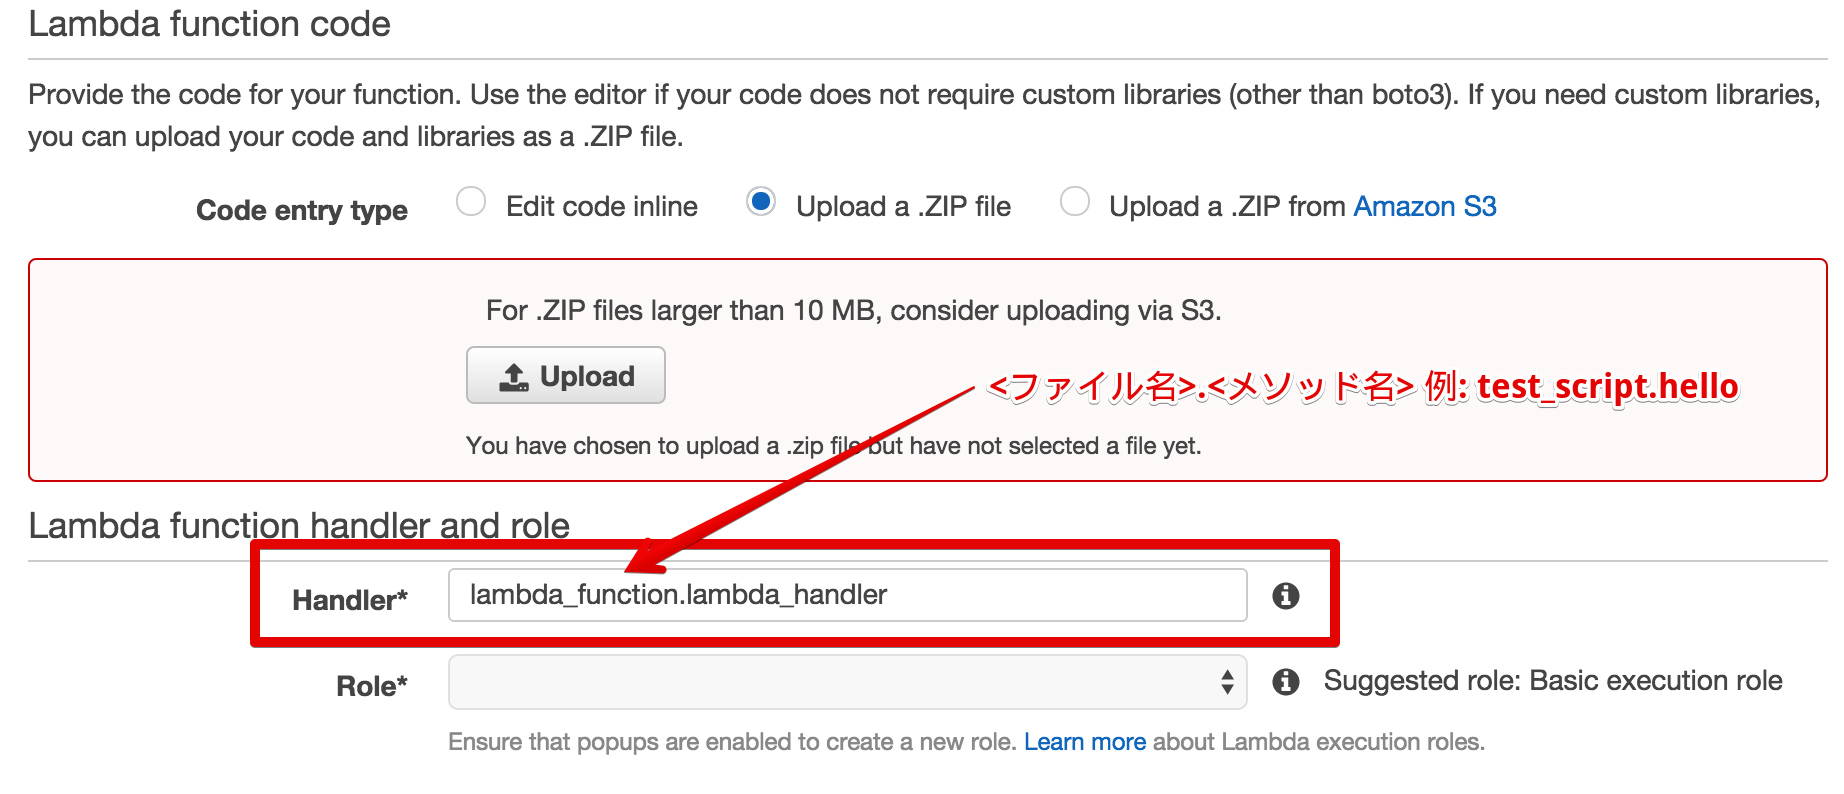 Lambda function code
Provide the code for your function. Use the editor if your code does not require custom libraries (other than boto3). If you need custom libraries,
you can upload your code and libraries as a .ZIP file.
Code entry type Edit code inline Upload a .ZIP file Upload a .ZIP from Amazon S3
For .ZIP files larger than 10 MB, consider uploading via S3.
Upload
<ファイル名>.<メソッド名> 例: test_script.hello
You have chosen to upload a .zip file but have not selected a file yet.
Lambda function handler and role
Handler* lambda_function.lambda_handler
Role* Suggested role: Basic execution role
Ensure that popups are enabled to create a new role. Learn more about Lambda execution roles.